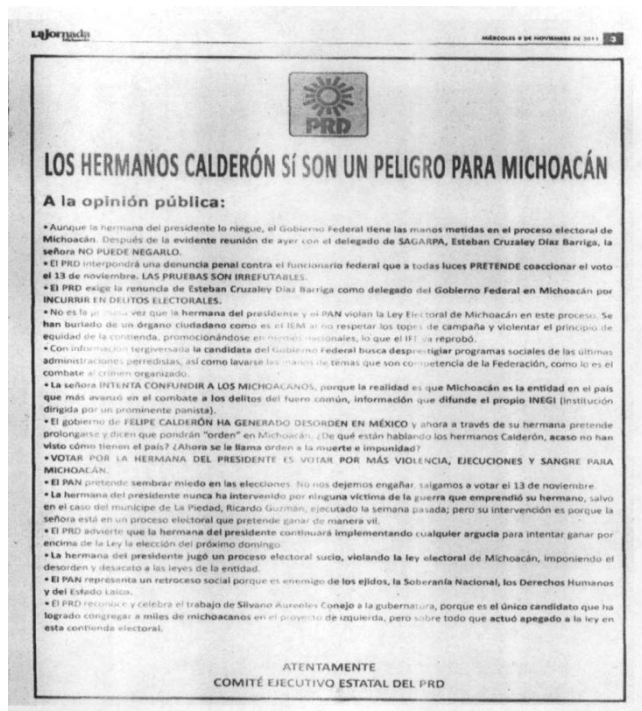 La Jornada
MIÉRCOLES 9 DE NOVIEMBRE DE 2011 3
PRD
LOS HERMANOS CALDERÓN SÍ SON UN PELIGRO PARA MICHOACÁN
A la opinión pública:
• Aunque la hermana del presidente lo niegue, el Gobierno Federal tiene las manos metidas en el proceso electoral de
Michoacán. Después de la evidente reunión de ayer con el delegado de SAGARPA, Esteban Cruzaley Díaz Barriga, la
señora NO PUEDE NEGARLO.
• El PRD interpondrá una denuncia penal contra el funcionario federal que a todas luces PRETENDE coaccionar el voto
el 13 de noviembre. LAS PRUEBAS SON IRREFUTABLES.
• El PRD exige la renuncia de Esteban Cruzaley Díaz Barriga como delegado del Gobierno Federal en Michoacán por
INCURRIR EN DELITOS ELECTORALES.
• No es la primera vez que la hermana del presidente y el PAN violan la Ley Electoral de Michoacán en este proceso. Se
han burlado de un órgano ciudadano como es el IEM al no respetar los topes de campaña y violentar el principio de
equidad de la contienda, promocionándose en medios nacionales, lo que el IFE ya reprobó.
• Con información tergiversada la candidata del Gobierno Federal busca desprestigiar programas sociales de las últimas
administraciones perredistas, así como lavarse las manos de temas que son competencia de la Federación, como lo es el
combate al crimen organizado.
• La señora INTENTA CONFUNDIR A LOS MICHOACANOS, porque la realidad es que Michoacán es la entidad en el país
que más avanzó en el combate a los delitos del fuero común, información que difunde el propio INEGI (Institución
dirigida por un prominente panista).
• El gobierno de FELIPE CALDERÓN HA GENERADO DESORDEN EN MÉXICO y ahora a través de su hermana pretende
prolongarse y dicen que pondrán "orden" en Michoacán. ¿De qué están hablando los hermanos Calderón, acaso no han
visto cómo tienen el país? ¿Ahora se le llama orden a la muerte e impunidad?
• VOTAR POR LA HERMANA DEL PRESIDENTE ES VOTAR POR MÁS VIOLENCIA, EJECUCIONES Y SANGRE PARA
MICHOACÁN.
• El PAN pretende sembrar miedo en las elecciones. No nos dejemos engañar, salgamos a votar el 13 de noviembre.
• La hermana del presidente nunca ha intervenido por ninguna víctima de la guerra que emprendió su hermano, salvo
en el caso del munícipe de La Piedad, Ricardo Guzmán, ejecutado la semana pasada; pero su intervención es porque la
señora está en un proceso electoral que pretende ganar de manera vil.
• El PRD advierte que la hermana del presidente continuará implementando cualquier argucia para intentar ganar por
encima de la Ley la elección del próximo domingo.
• La hermana del presidente jugó un proceso electoral sucio, violando la ley electoral de Michoacán, imponiendo el
desorden y desacato a las leyes de la entidad.
• El PAN representa un retroceso social porque es enemigo de los ejidos, la Soberanía Nacional, los Derechos Humanos
y del Estado Laico.
• El PRD reconoce y celebra el trabajo de Silvano Aureoles Conejo a la gubernatura, porque es el único candidato que ha
logrado congregar a miles de michoacanos en el proyecto de izquierda, pero sobre todo que actuó apegado a la ley en
esta contienda electoral.
ATENTAMENTE
COMITÉ EJECUTIVO ESTATAL DEL PRD